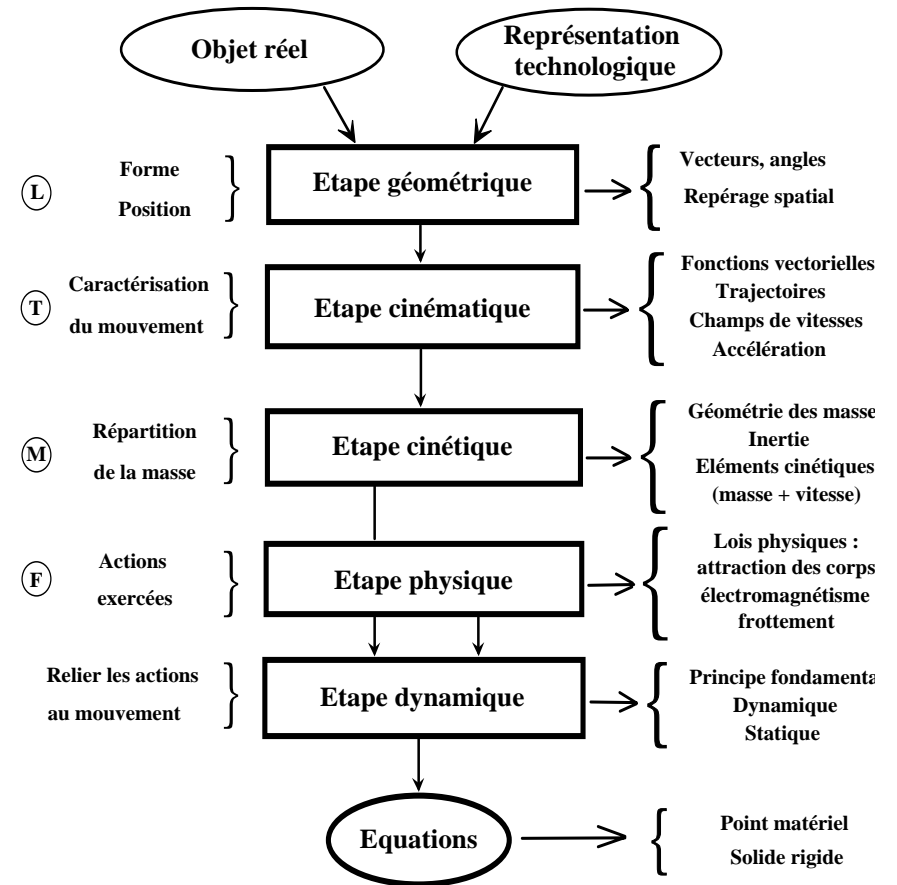 Objet réel
Représentation
technologique
L
Forme
Position
Etape géométrique
Vecteurs, angles
Repérage spatial
T
Caractérisation
du mouvement
Etape cinématique
Fonctions vectorielles
Trajectoires
Champs de vitesses
Accélération
M
Répartition
de la masse
Etape cinétique
Géométrie des masse
Inertie
Eléments cinétiques
(masse + vitesse)
F
Actions
exercées
Etape physique
Lois physiques :
attraction des corps
électromagnétisme
frottement
Relier les actions
au mouvement
Etape dynamique
Principe fondamenta
Dynamique
Statique
Equations
Point matériel
Solide rigide